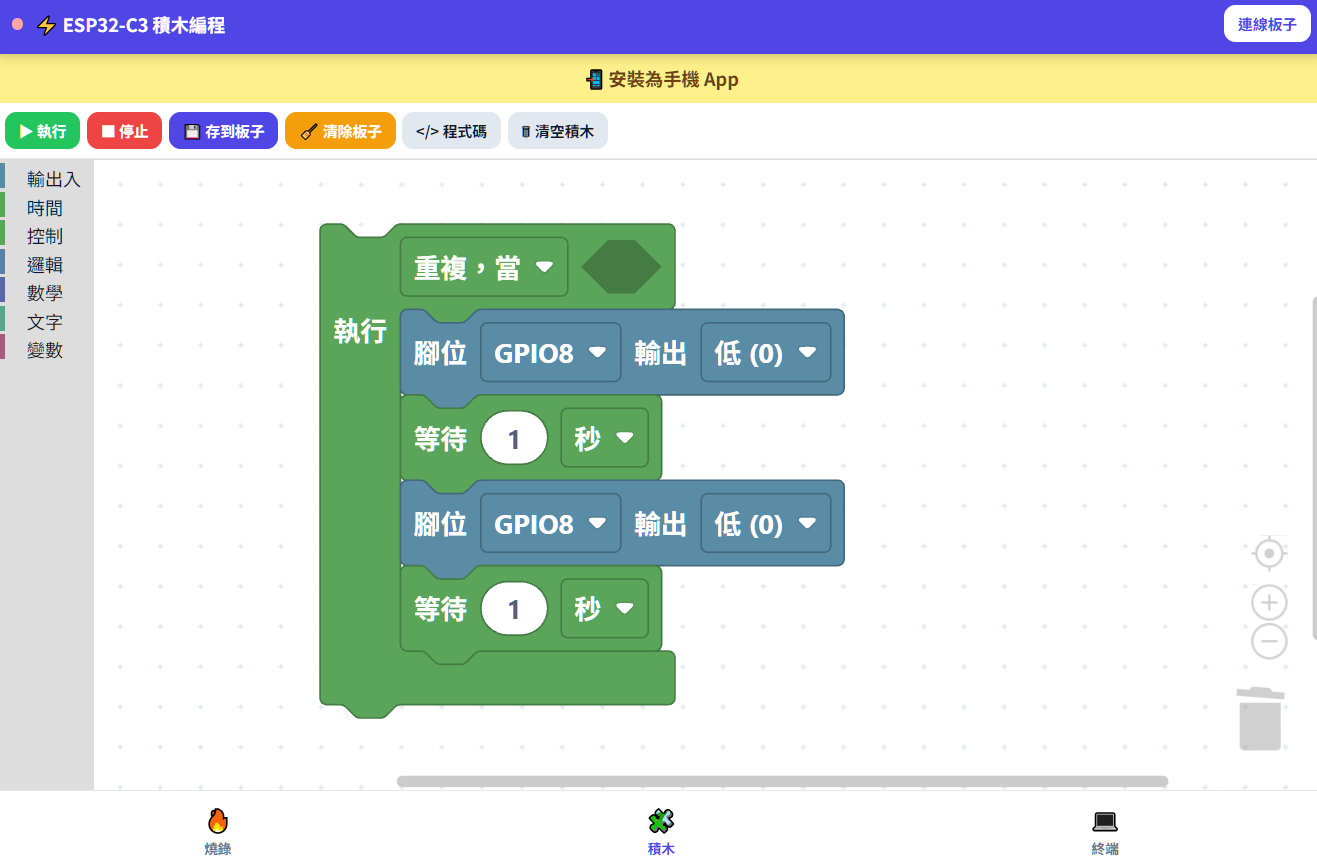 ⚡ ESP32-C3 積木編程
連線板子
📲 安裝為手機 App
▶ 執行
■ 停止
💾 存到板子
🧹 清除板子
</> 程式碼
🗑 清空積木
輸出入
時間
控制
邏輯
數學
文字
變數
重複，當
執行
腳位 GPIO8 輸出 低 (0)
等待 1 秒
腳位 GPIO8 輸出 低 (0)
等待 1 秒
燒錄
積木
終端